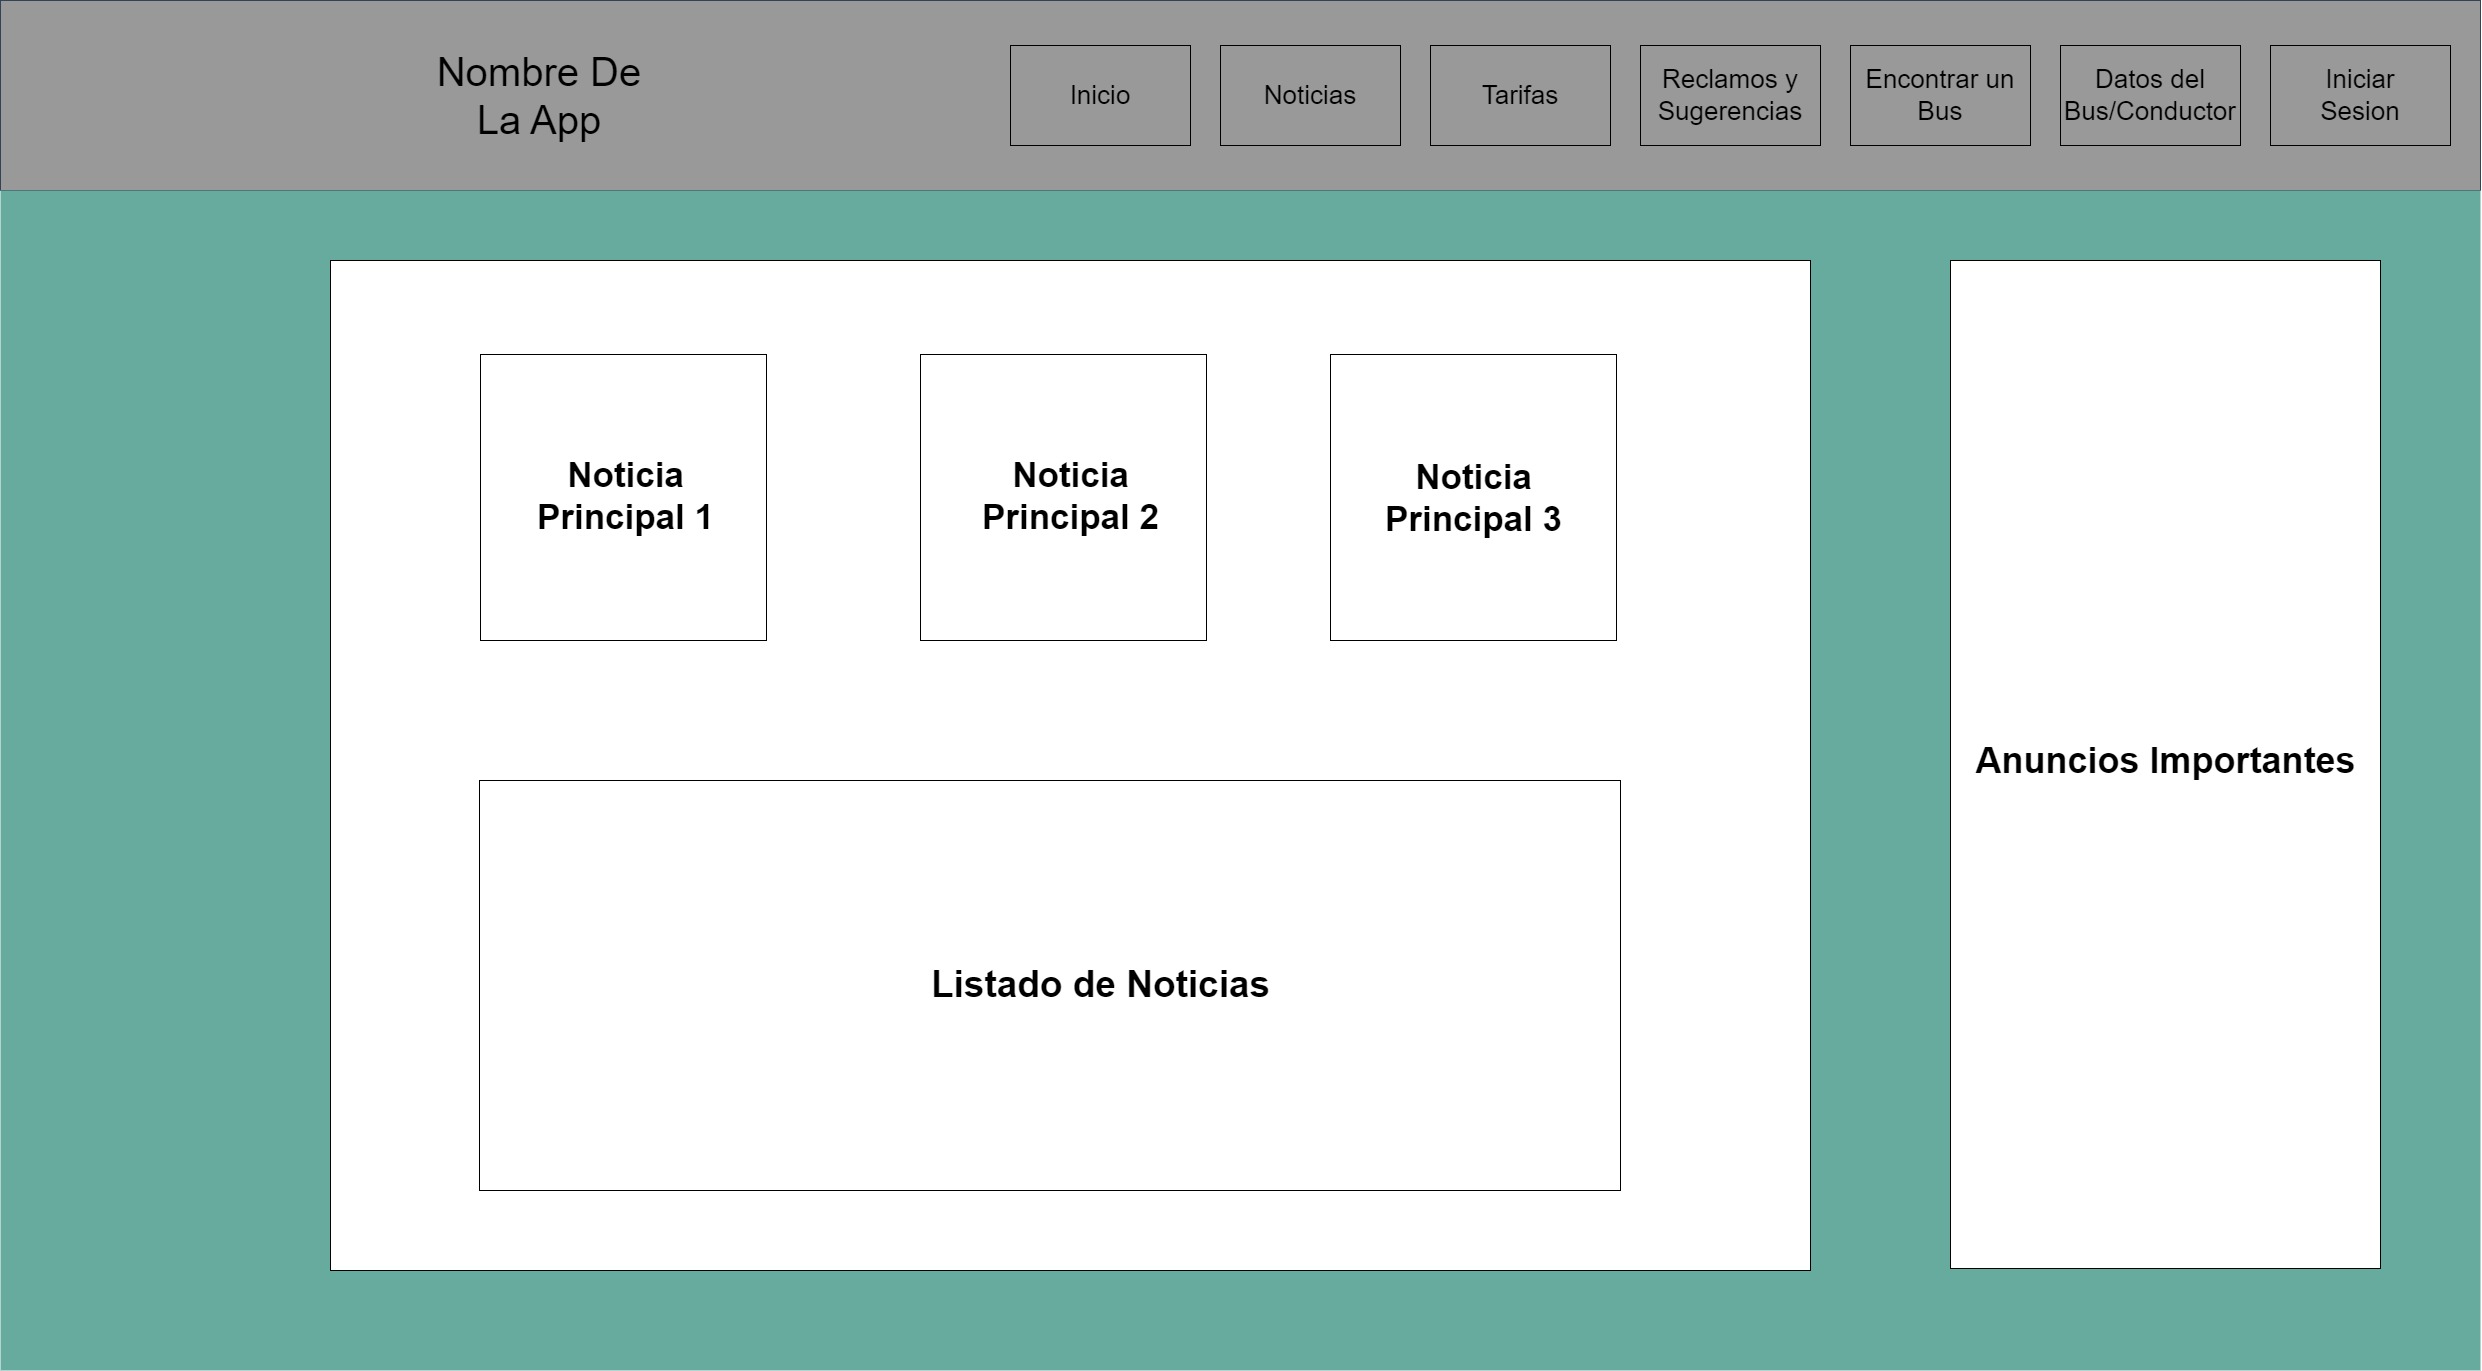 Nombre De
La App
Inicio
Noticias
Tarifas
Reclamos y
Sugerencias
Encontrar un
Bus
Datos del
Bus/Conductor
Iniciar
Sesion
Noticia
Principal 1
Noticia
Principal 2
Noticia
Principal 3
Anuncios Importantes
Listado de Noticias